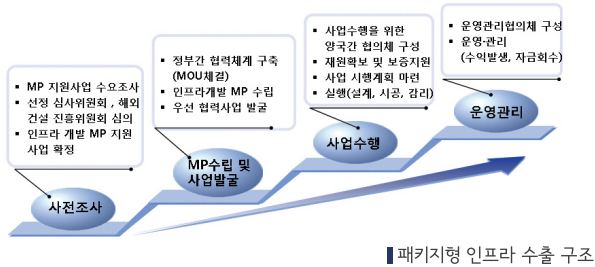 ▪ MP 지원사업 수요조사
▪ 선정 심사위원회 , 해외
건설 진흥위원회 심의
▪ 인프라 개발 MP 지원
사업 확정
사전조사
▪ 정부간 협력체계 구축
(MOU체결)
▪ 인프라개발 MP 수립
▪ 우선 협력사업 발굴
MP수립 및
사업발굴
▪ 사업수행을 위한
양국간 협의체 구성
▪ 재원확보 및 보증지원
▪ 사업 시행계획 마련
▪ 실행(설계, 시공, 감리)
사업수행
▪ 운영관리협의체 구성
▪ 운영·관리
(수익발생, 자금회수)
운영관리
패키지형 인프라 수출 구조